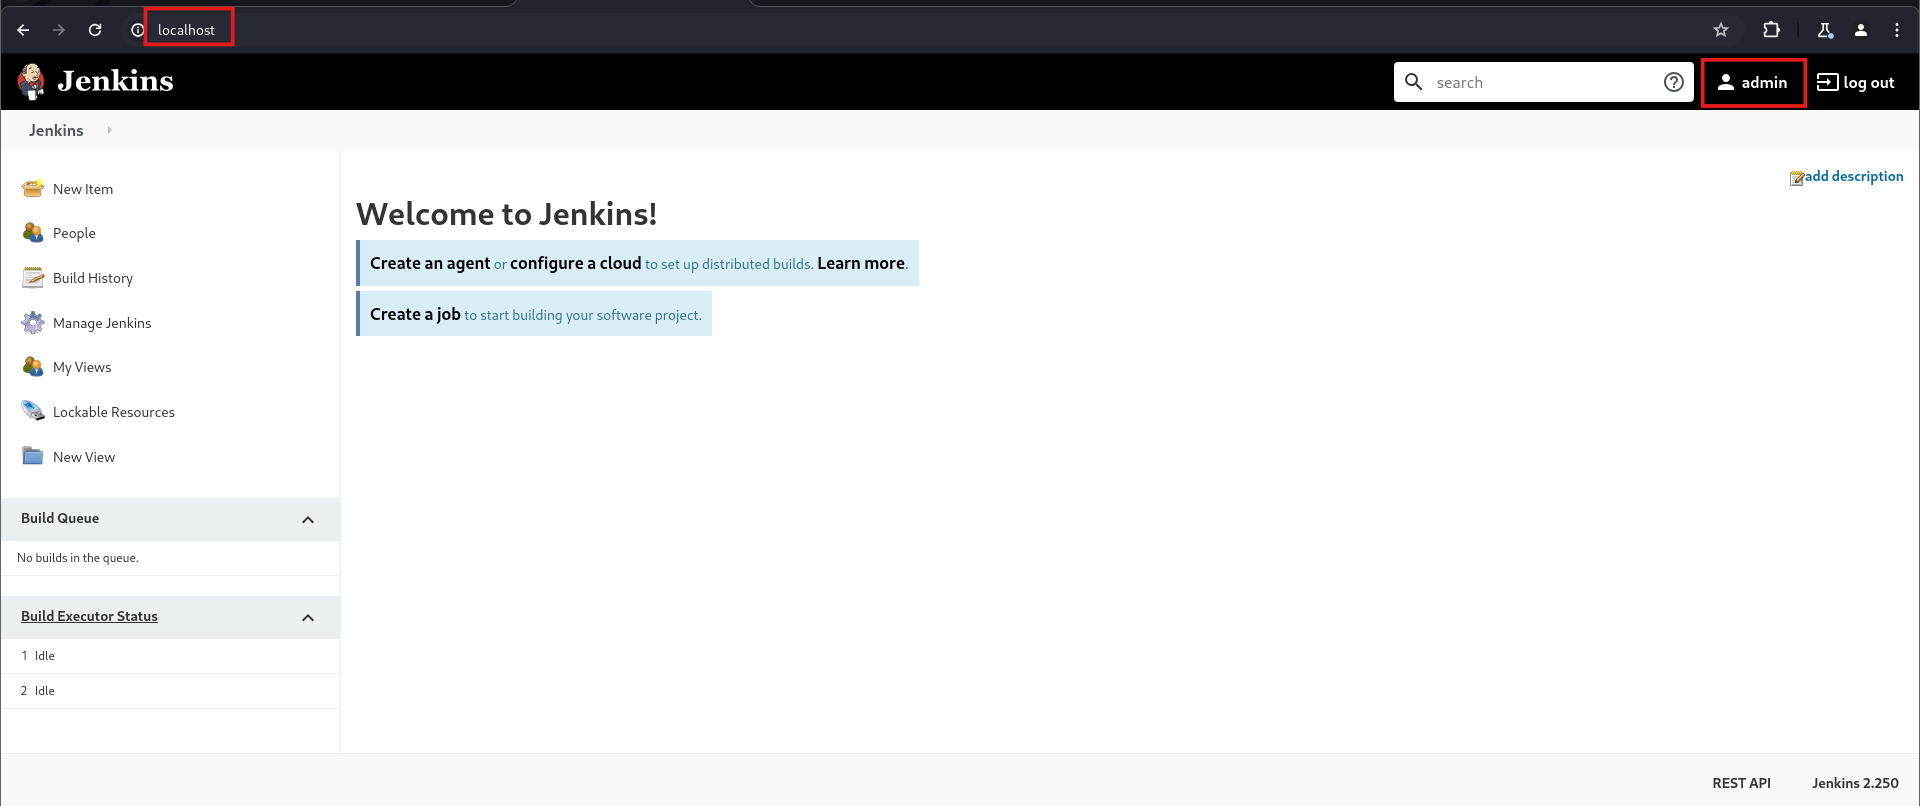 localhost
Jenkins
search
admin
log out
Jenkins
add description
New Item
People
Build History
Manage Jenkins
My Views
Lockable Resources
New View
Welcome to Jenkins!
Create an agent or configure a cloud to set up distributed builds. Learn more.
Create a job to start building your software project.
Build Queue
No builds in the queue.
Build Executor Status
1 Idle
2 Idle
REST API
Jenkins 2.250